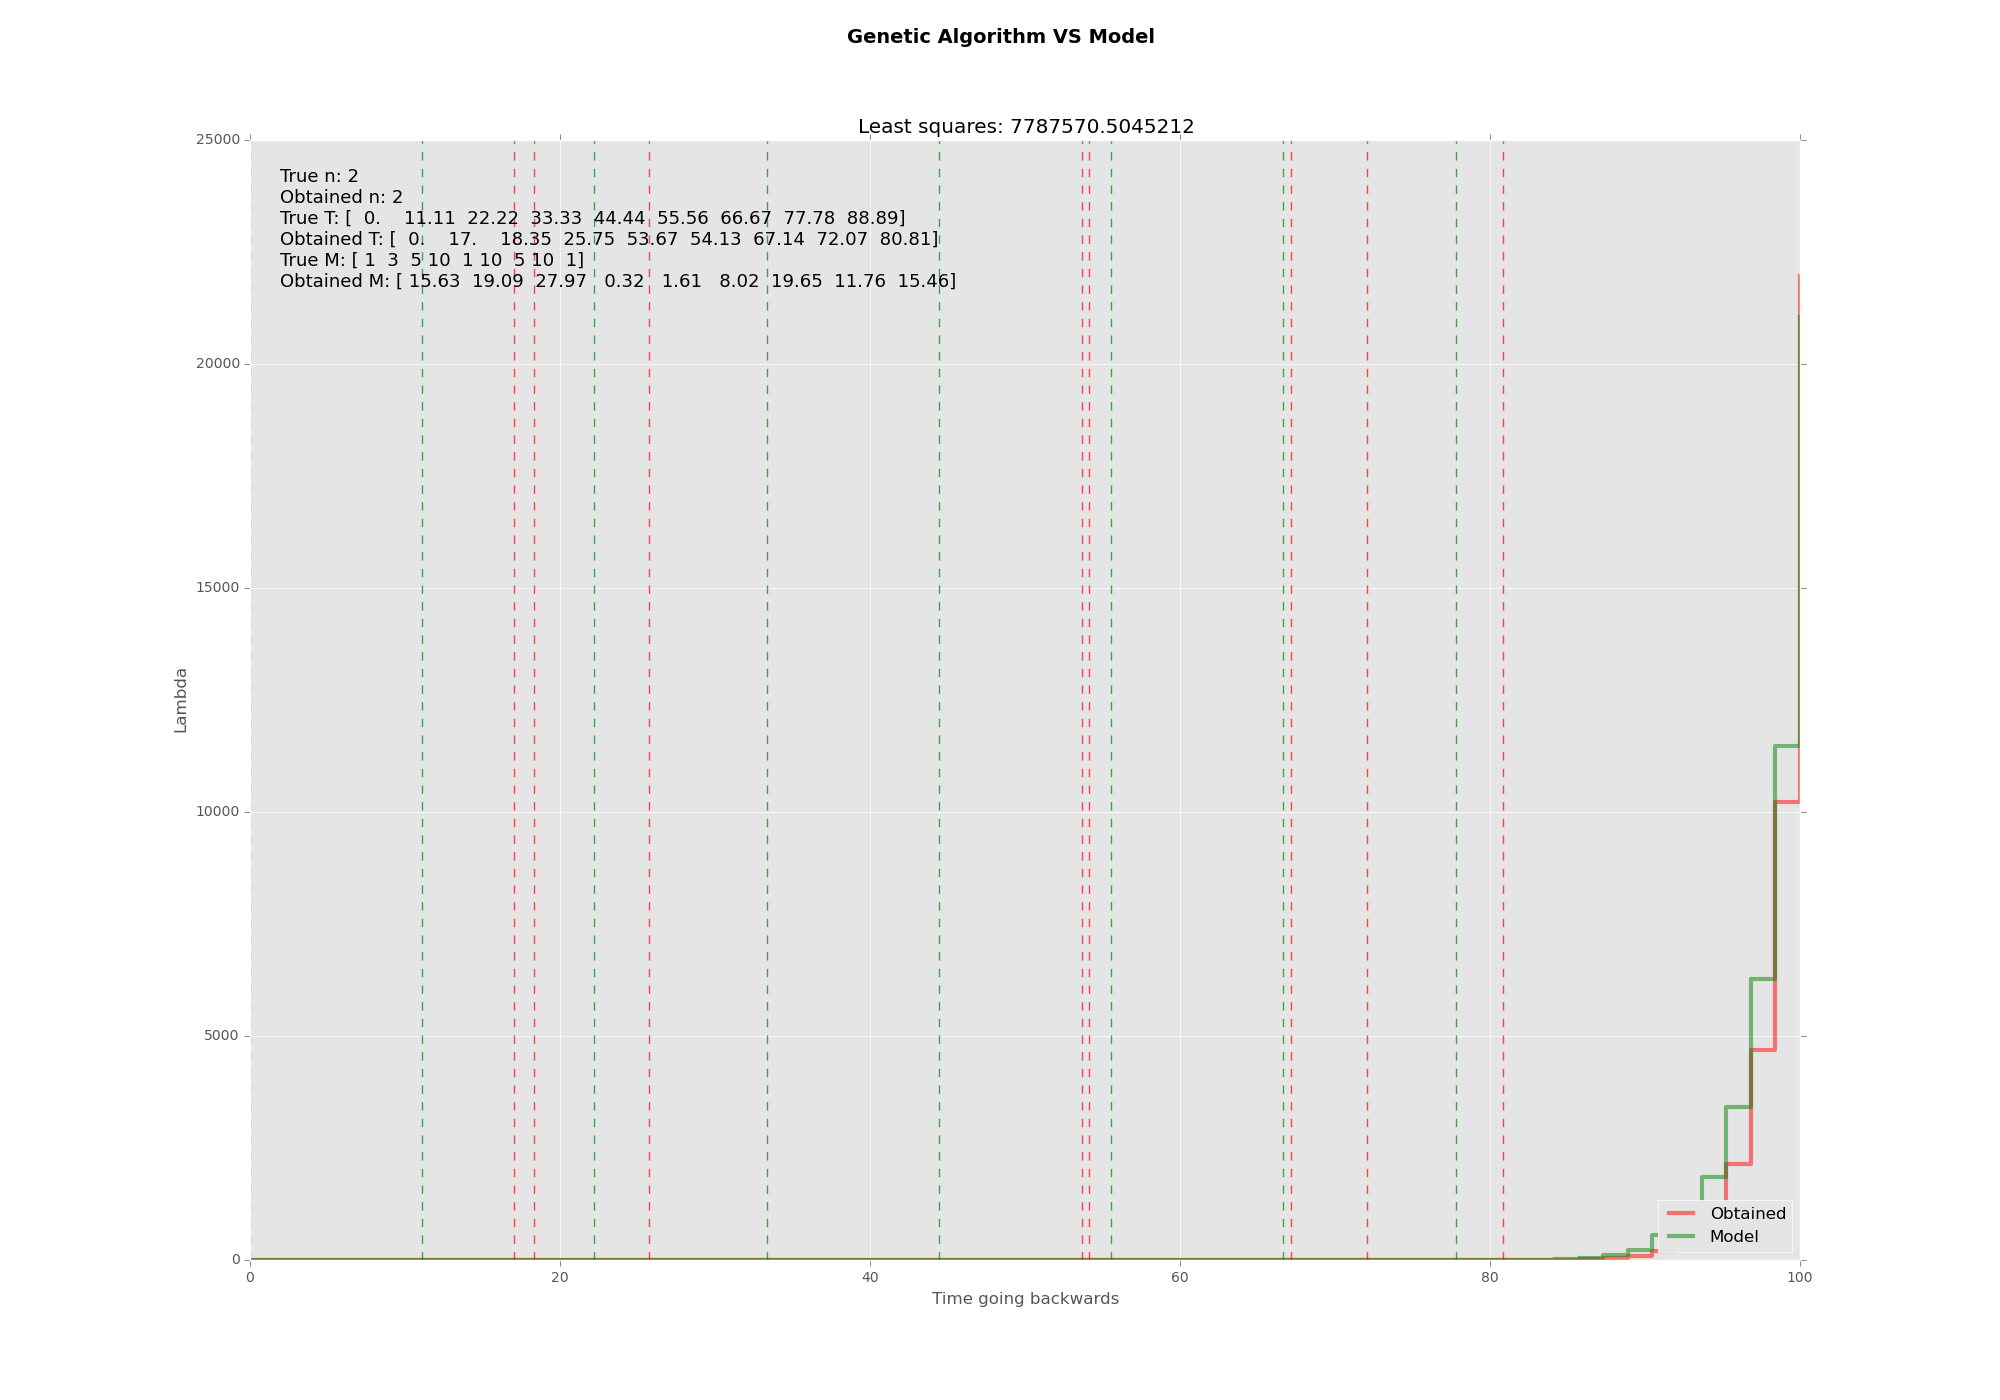 Genetic Algorithm VS Model
Least squares: 7787570.5045212
25000
20000
15000
10000
5000
0
Lambda
True n: 2
Obtained n: 2
True T: [  0.    11.11  22.22  33.33  44.44  55.56  66.67  77.78  88.89]
Obtained T: [  0.    17.    18.35  25.75  53.67  54.13  67.14  72.07  80.81]
True M: [ 1  3  5 10  1 10  5 10  1]
Obtained M: [ 15.63  19.09  27.97   0.32   1.61   8.02  19.65  11.76  15.46]
Obtained
Model
0 20 40 60 80 100
Time going backwards